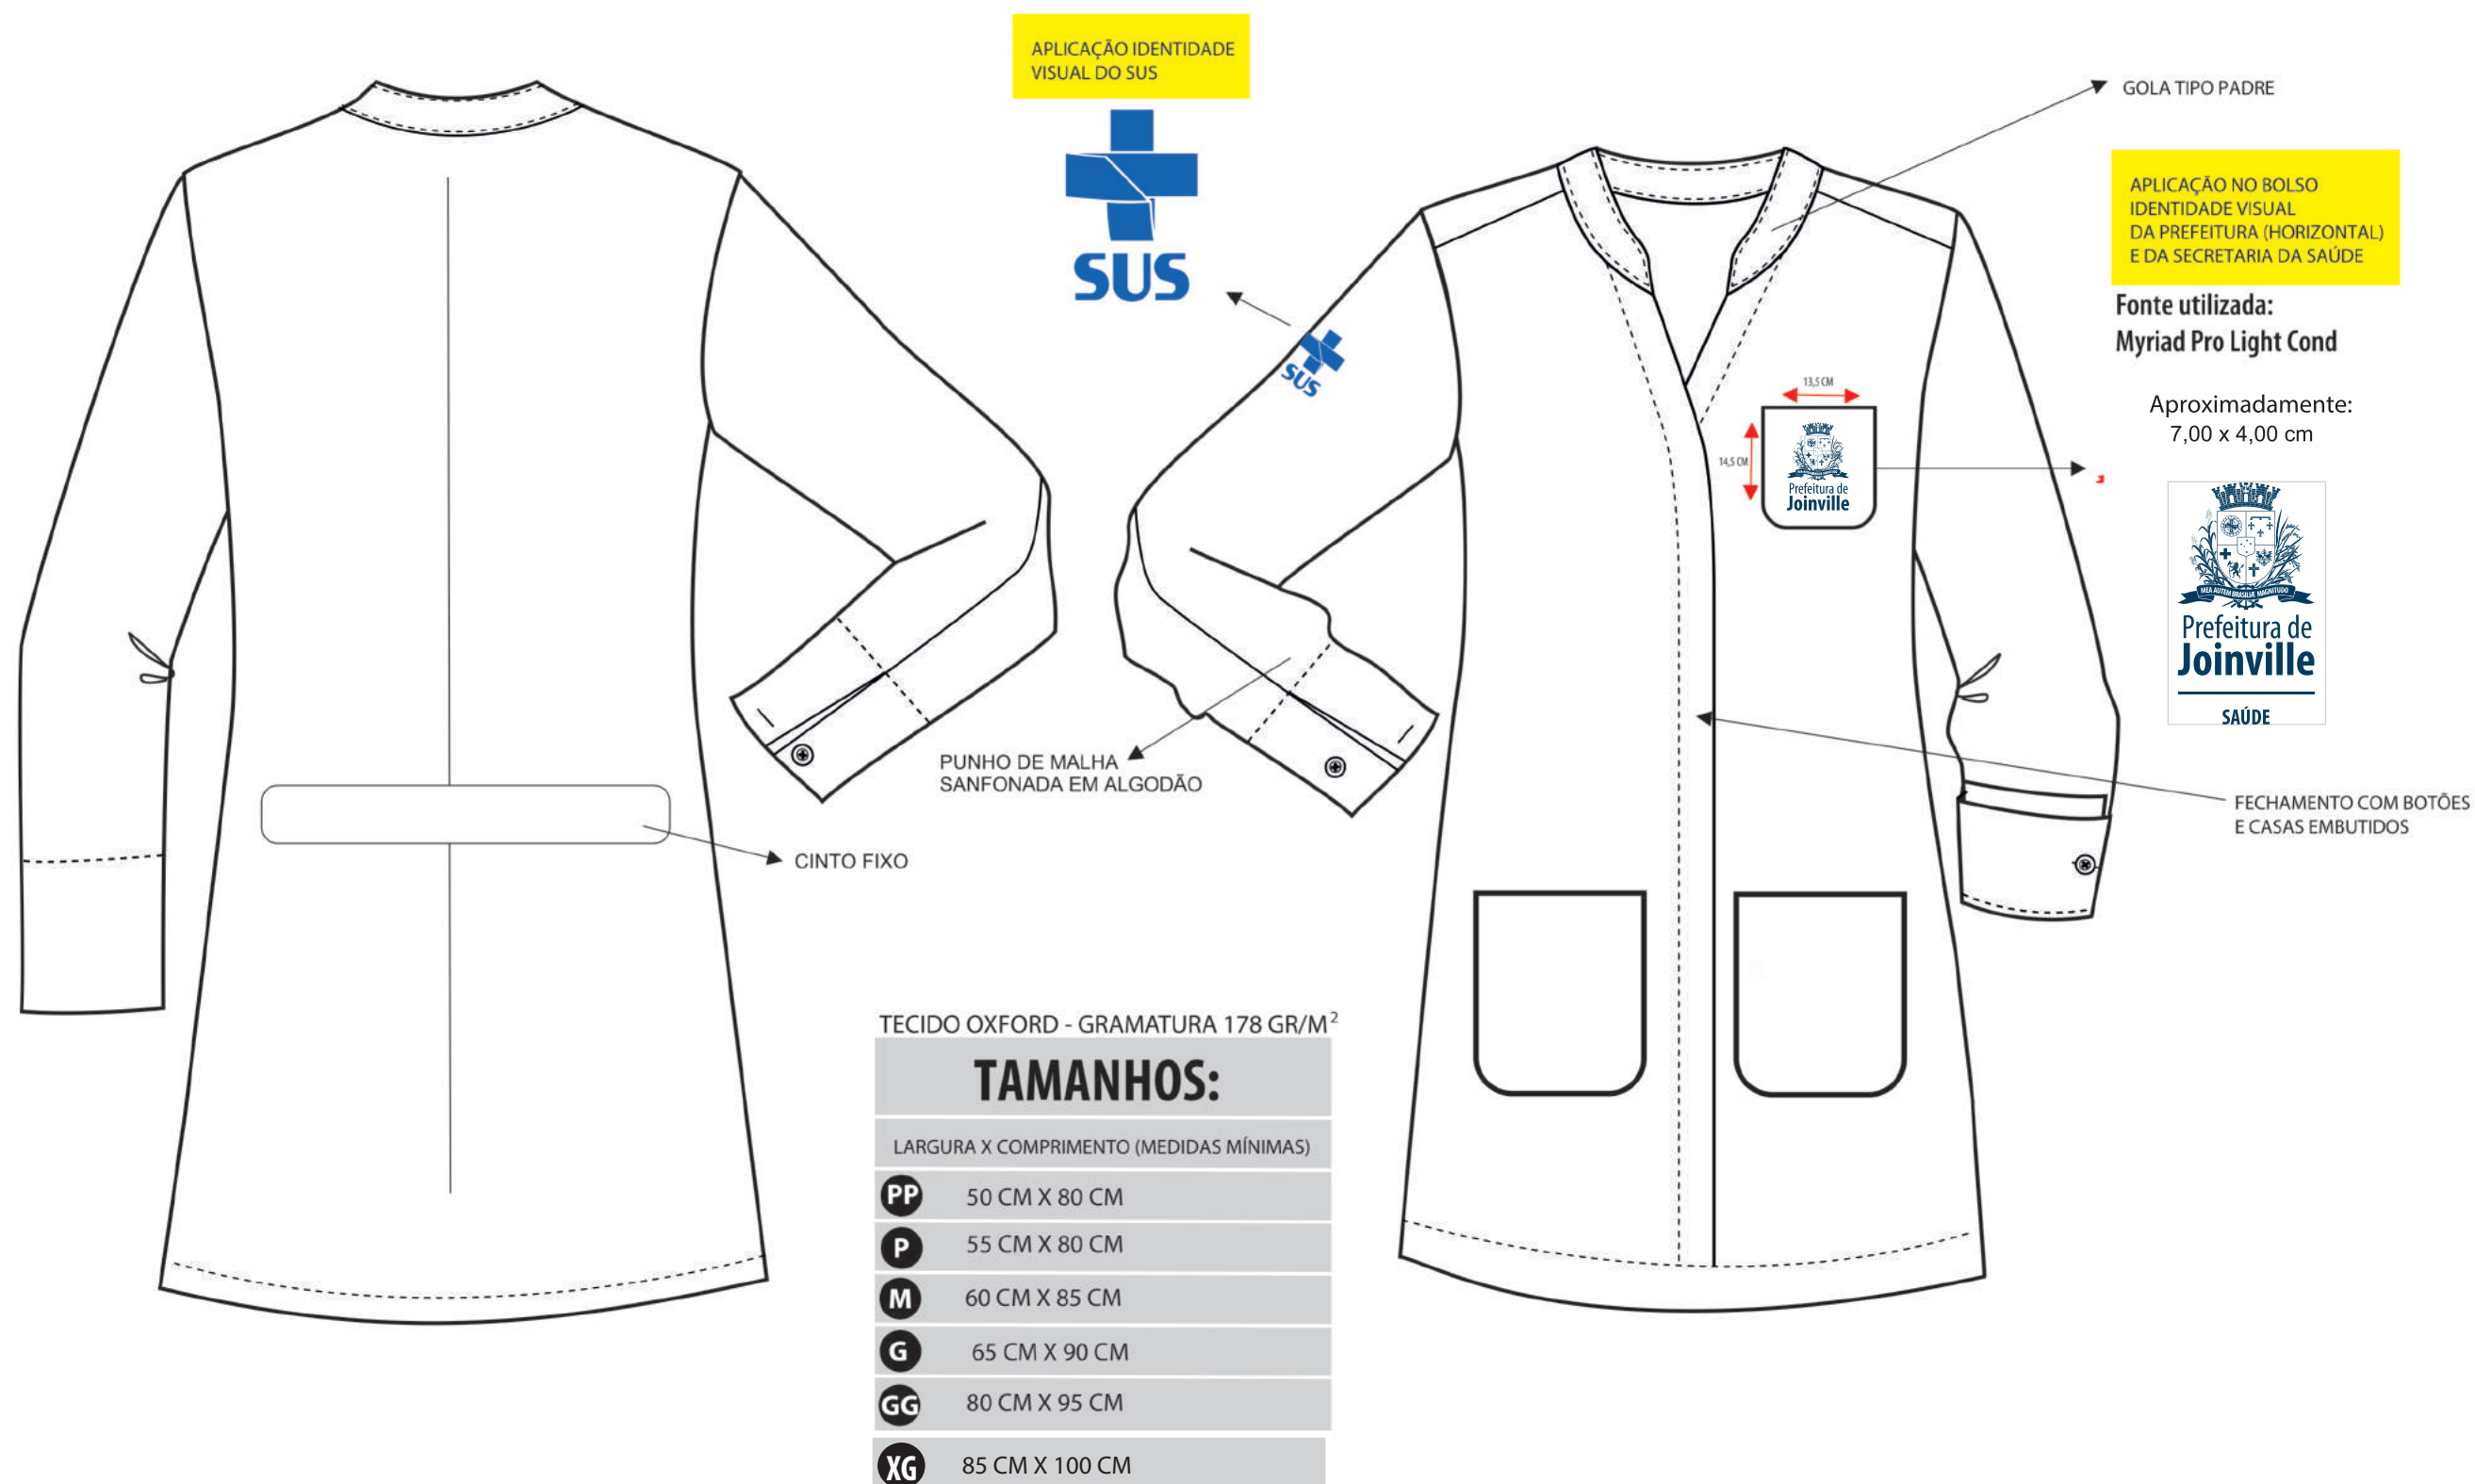 APLICAÇÃO IDENTIDADE
VISUAL DO SUS
SUS
SUS
GOLA TIPO PADRE
APLICAÇÃO NO BOLSO
IDENTIDADE VISUAL
DA PREFEITURA (HORIZONTAL)
E DA SECRETARIA DA SAÚDE
Fonte utilizada:
Myriad Pro Light Cond
Aproximadamente:
7,00 x 4,00 cm
13,5 CM
14,5 CM
Prefeitura de
Joinville
MEA AUTEM BRASILIÆ MAGNITUDO
Prefeitura de
Joinville
SAÚDE
PUNHO DE MALHA
SANFONADA EM ALGODÃO
CINTO FIXO
FECHAMENTO COM BOTÕES
E CASAS EMBUTIDOS
TECIDO OXFORD - GRAMATURA 178 GR/M²
TAMANHOS:
LARGURA X COMPRIMENTO (MEDIDAS MÍNIMAS)
PP 50 CM X 80 CM
P 55 CM X 80 CM
M 60 CM X 85 CM
G 65 CM X 90 CM
GG 80 CM X 95 CM
XG 85 CM X 100 CM